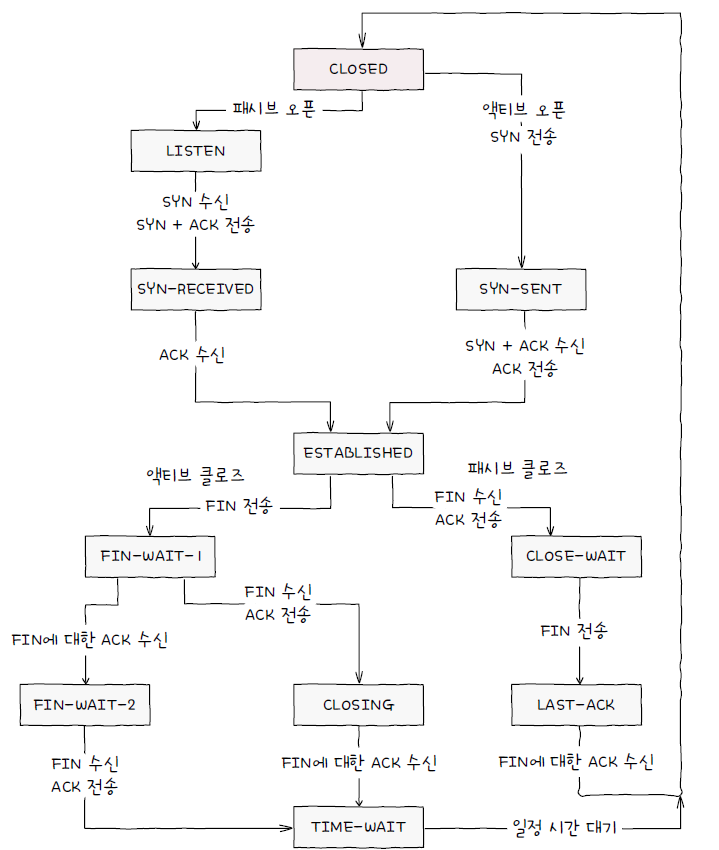 CLOSED
패시브 오픈
액티브 오픈
SYN 전송
LISTEN
SYN 수신
SYN + ACK 전송
SYN-RECEIVED
SYN-SENT
ACK 수신
SYN + ACK 수신
ACK 전송
ESTABLISHED
액티브 클로즈
패시브 클로즈
FIN 전송
FIN 수신
ACK 전송
FIN-WAIT-1
CLOSE-WAIT
FIN 수신
ACK 전송
FIN에 대한 ACK 수신
FIN 전송
FIN-WAIT-2
CLOSING
LAST-ACK
FIN 수신
ACK 전송
FIN에 대한 ACK 수신
FIN에 대한 ACK 수신
TIME-WAIT
일정 시간 대기